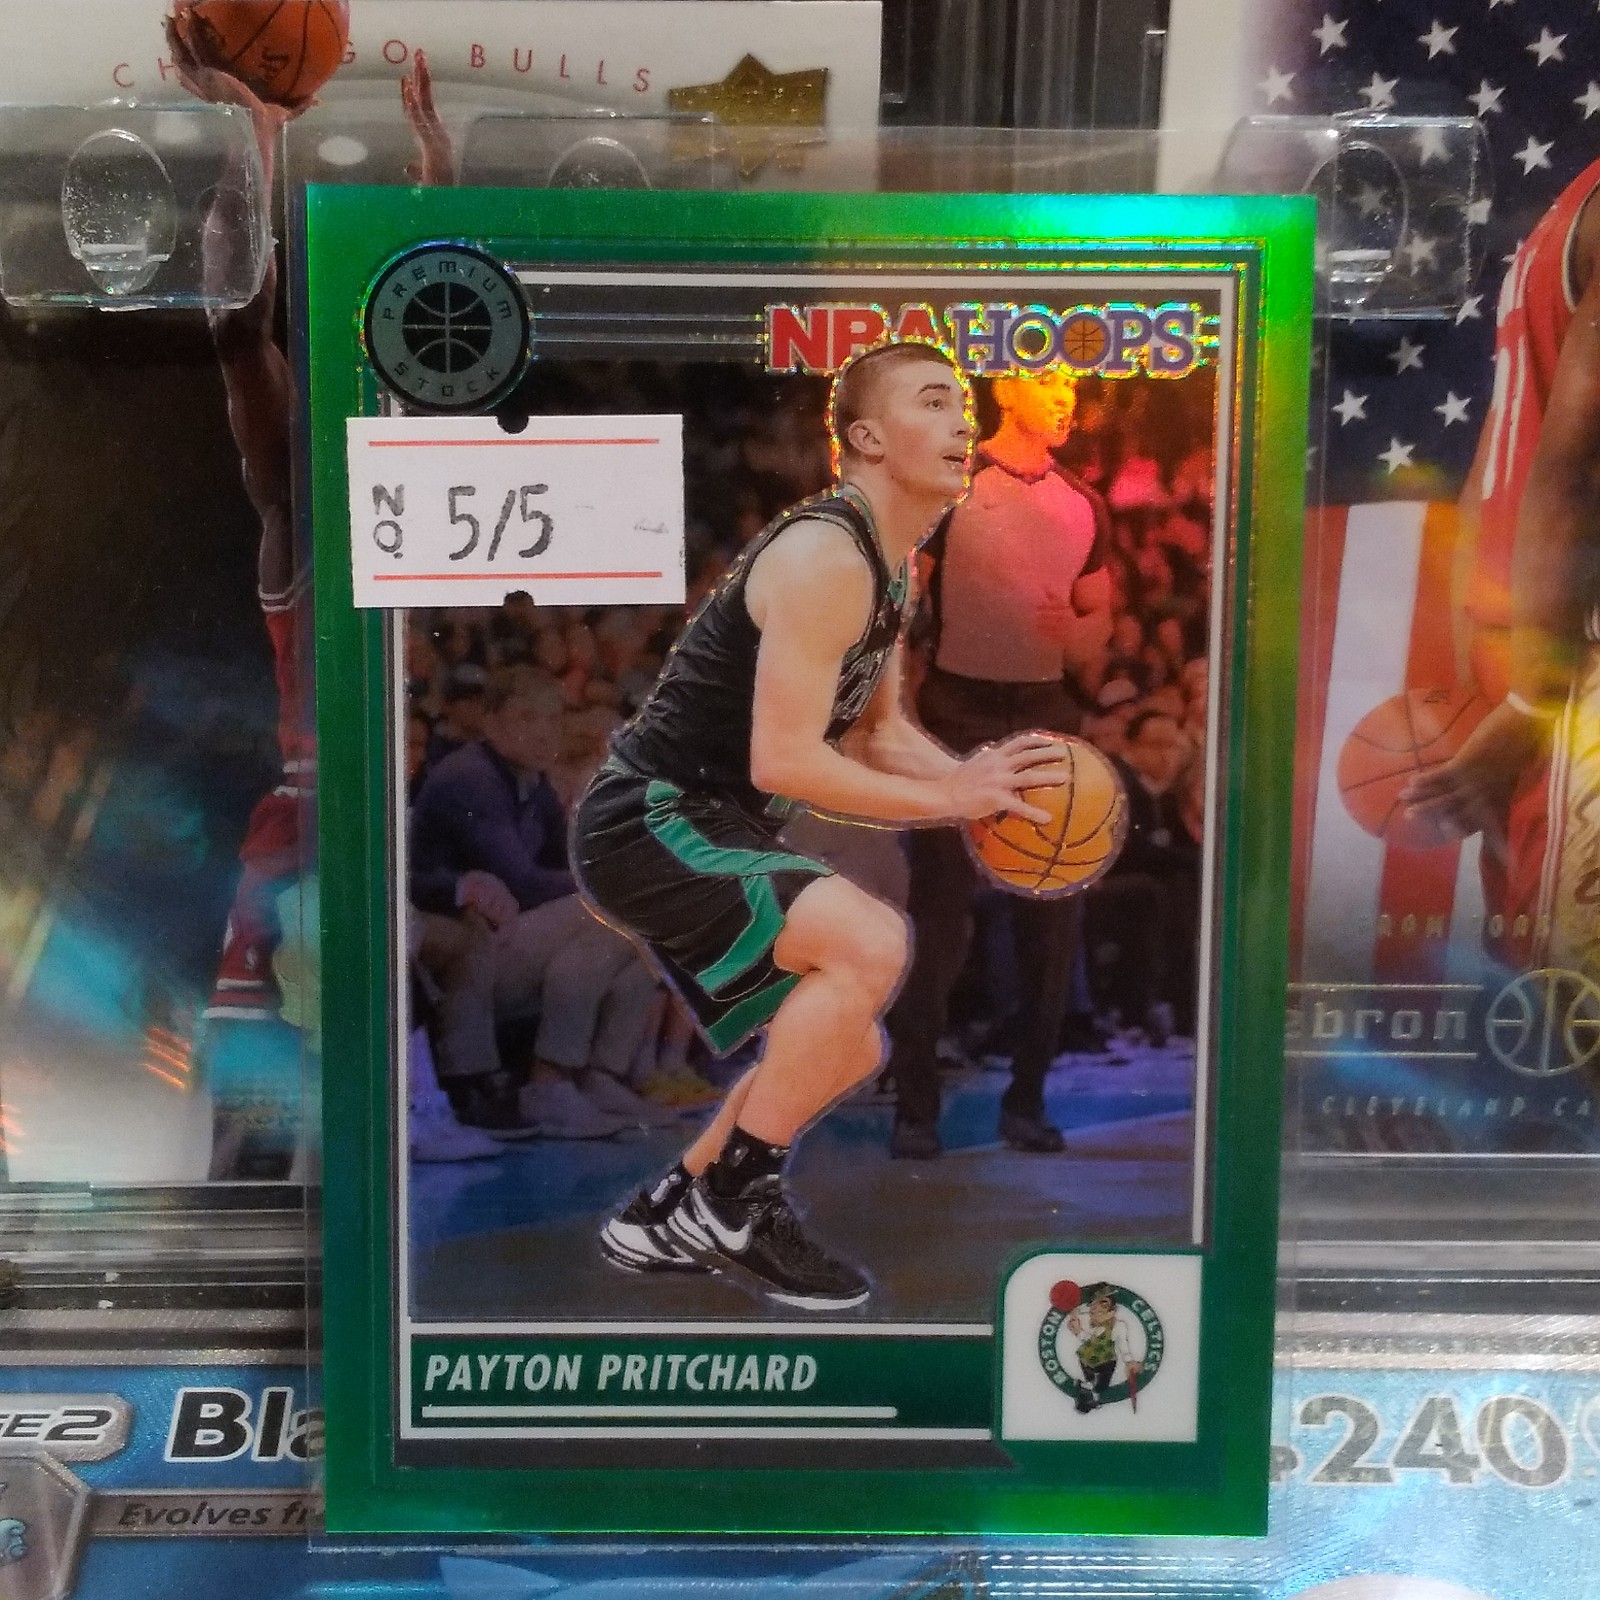 CHICAGO BULLS
PREMIUM
STOCK
NBA HOOPS
NO. 5/5
PAYTON PRITCHARD
BOSTON CELTICS
ebron
CLEVELAND CA
Bla
240
Evolves fr